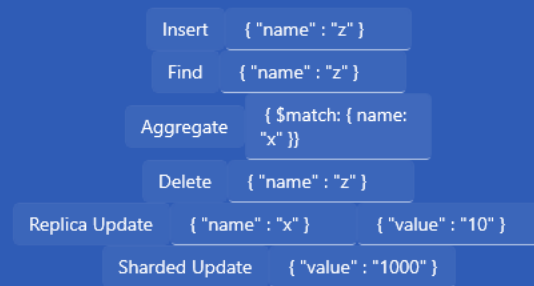 Insert { "name" : "z" }
Find { "name" : "z" }
Aggregate { $match: { name:
"x" }}
Delete { "name" : "z" }
Replica Update { "name" : "x" } { "value" : "10" }
Sharded Update { "value" : "1000" }